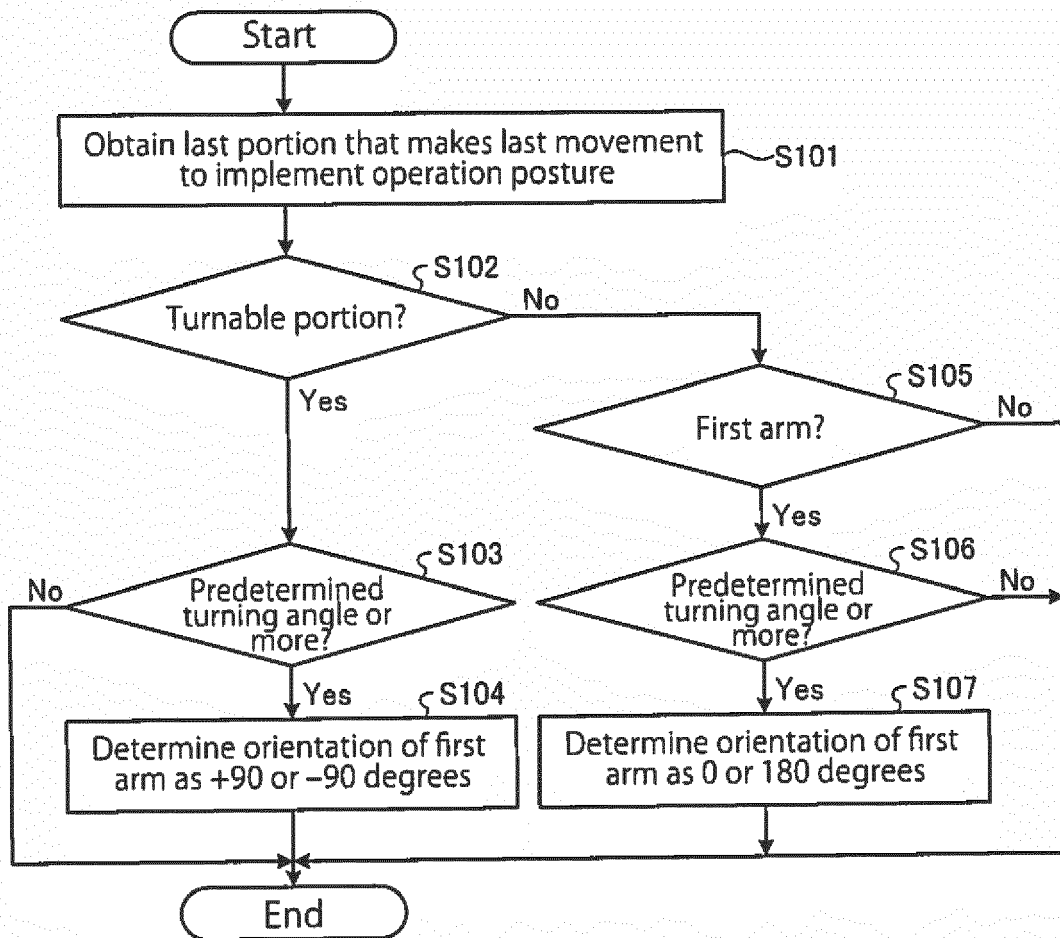 Start
Obtain last portion that makes last movement
to implement operation posture
S101
S102
Turnable portion?
No
Yes
S105
First arm?
No
Yes
S103
Predetermined
turning angle or
more?
No
Yes
S106
Predetermined
turning angle or
more?
No
Yes
S104
Determine orientation of first
arm as +90 or –90 degrees
S107
Determine orientation of first
arm as 0 or 180 degrees
End